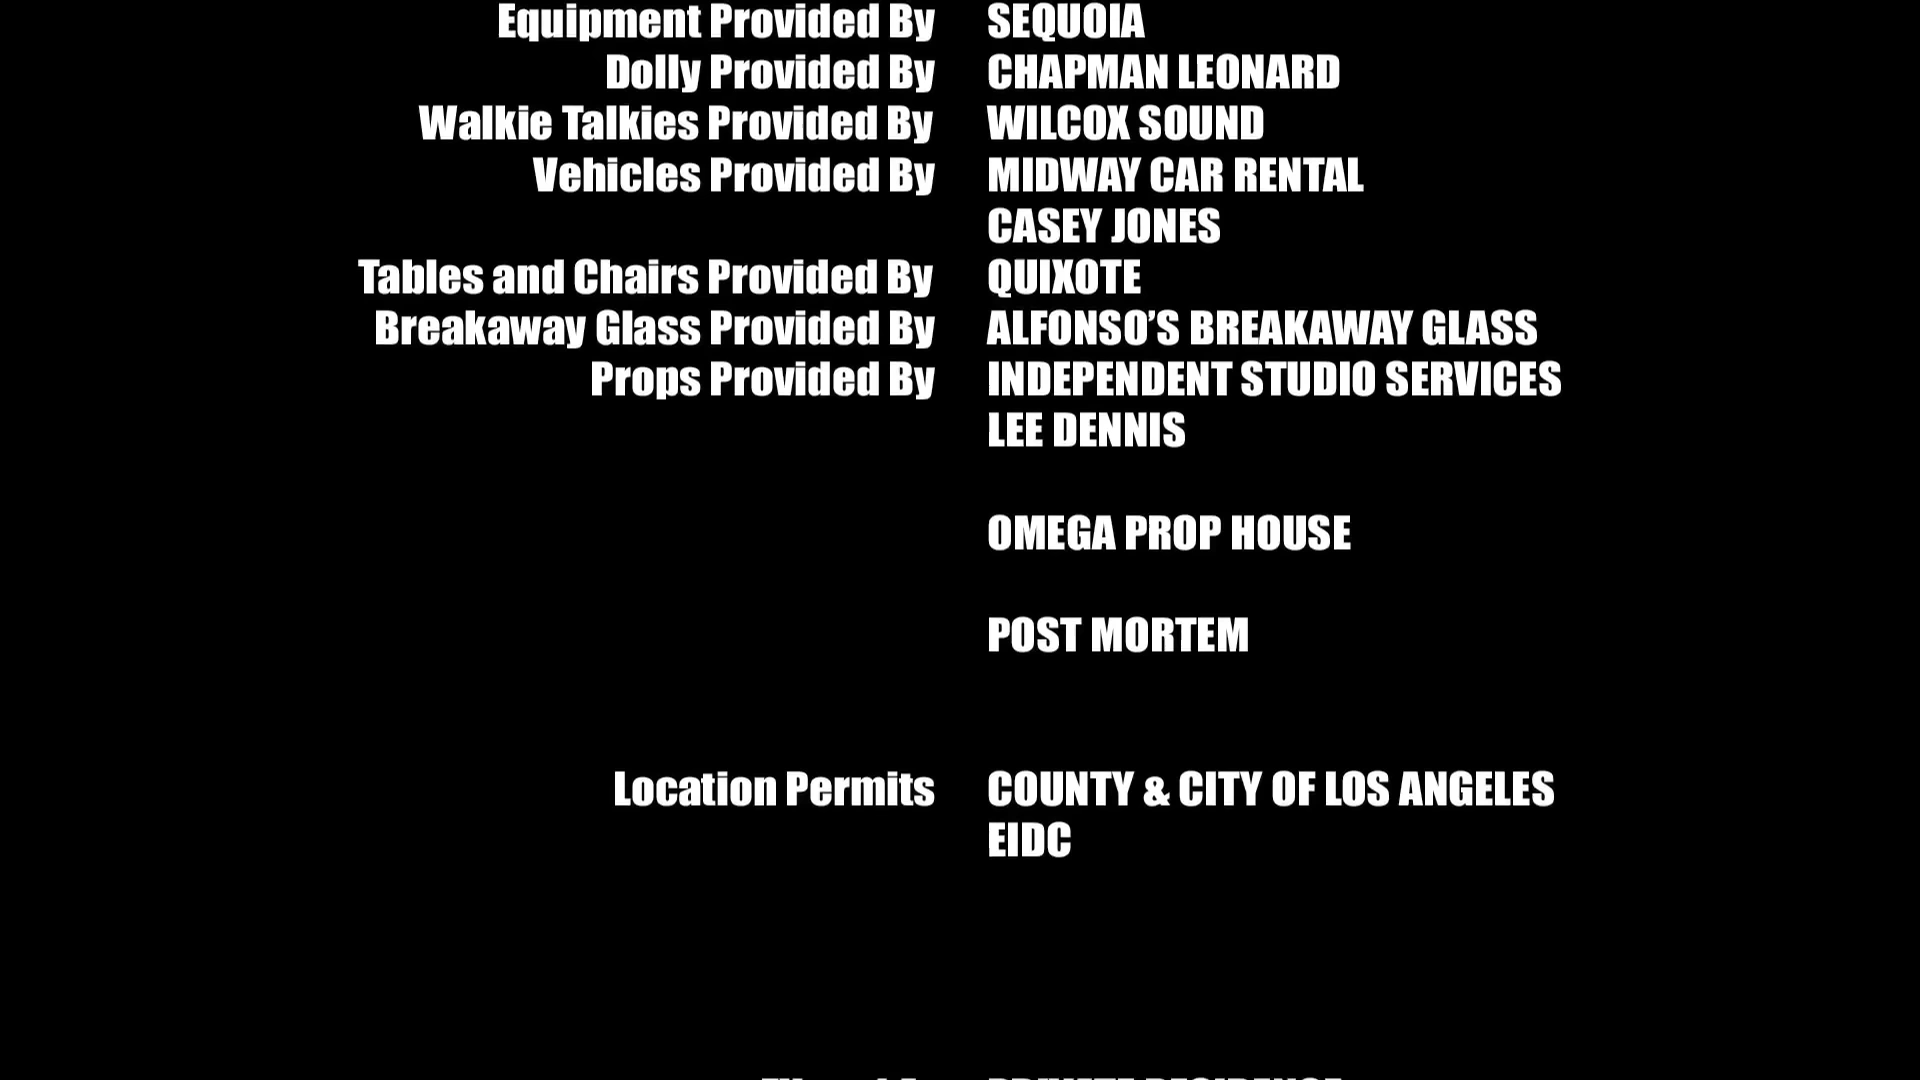 Equipment Provided By SEQUOIA
Dolly Provided By CHAPMAN LEONARD
Walkie Talkies Provided By WILCOX SOUND
Vehicles Provided By MIDWAY CAR RENTAL
CASEY JONES
Tables and Chairs Provided By QUIXOTE
Breakaway Glass Provided By ALFONSO'S BREAKAWAY GLASS
Props Provided By INDEPENDENT STUDIO SERVICES
LEE DENNIS
OMEGA PROP HOUSE
POST MORTEM
Location Permits COUNTY & CITY OF LOS ANGELES
EIDC